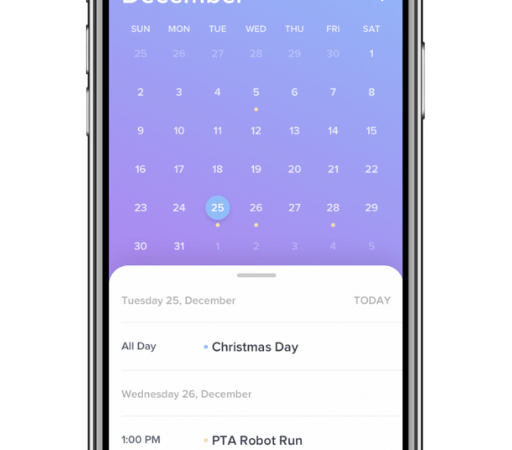 December
SUN MON TUE WED THU FRI SAT
25 26 27 28 29 30 1
2 3 4 5 6 7 8
9 10 11 12 13 14 15
16 17 18 19 20 21 22
23 24 25 26 27 28 29
30 31 1 2 3 4 5
Tuesday 25, December TODAY
All Day Christmas Day
Wednesday 26, December
1:00 PM PTA Robot Run